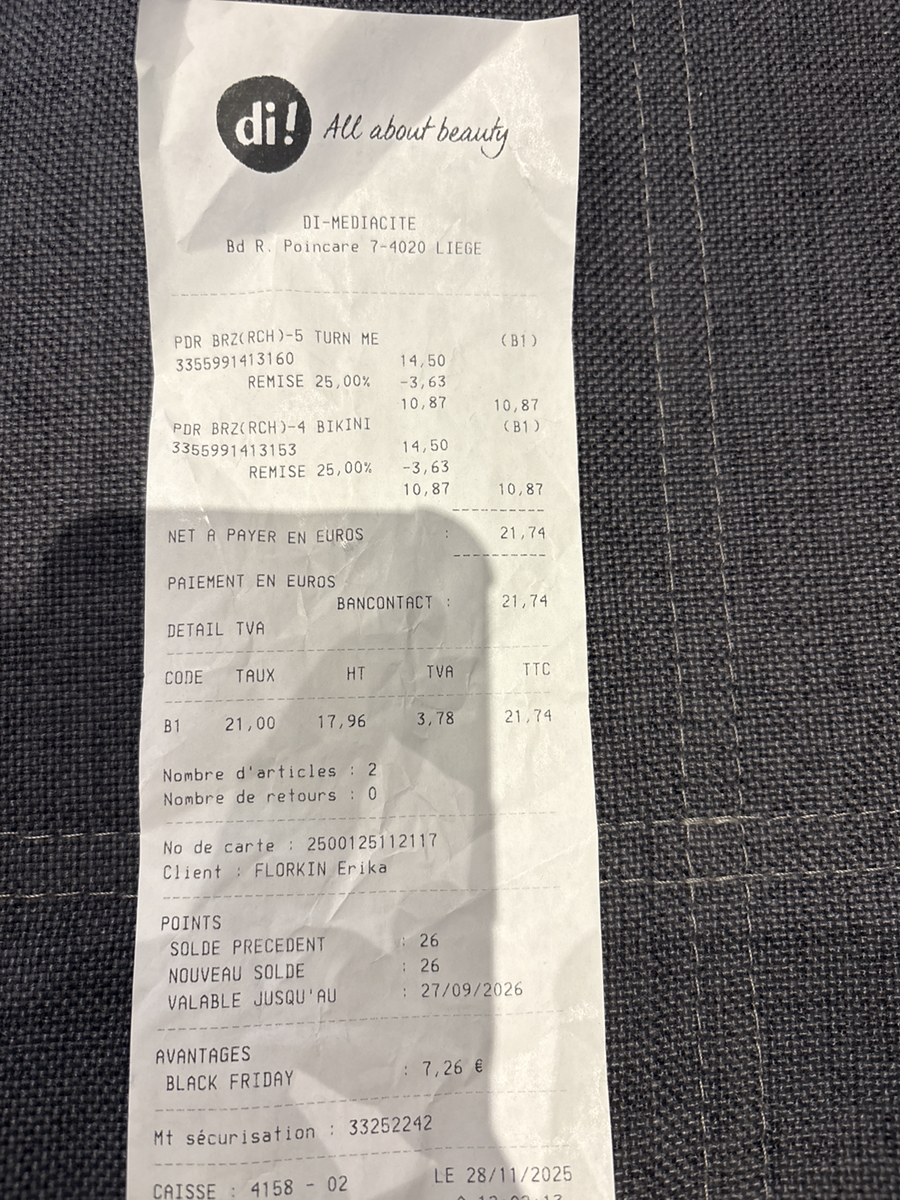 di! All about beauty
DI-MEDIACITE
Bd R. Poincare 7-4020 LIEGE
PDR BRZ(RCH)-5 TURN ME (B1)
3355991413160 14,50
REMISE 25,00% -3,63
10,87 10,87
PDR BRZ(RCH)-4 BIKINI (B1)
3355991413153 14,50
REMISE 25,00% -3,63
10,87 10,87
NET A PAYER EN EUROS : 21,74
PAIEMENT EN EUROS
BANCONTACT : 21,74
DETAIL TVA
CODE TAUX HT TVA TTC
B1 21,00 17,96 3,78 21,74
Nombre d'articles : 2
Nombre de retours : 0
No de carte : 2500125112117
Client : FLORKIN Erika
POINTS
SOLDE PRECEDENT : 26
NOUVEAU SOLDE : 26
VALABLE JUSQU'AU : 27/09/2026
AVANTAGES
BLACK FRIDAY : 7,26 €
Mt sécurisation : 33252242
CAISSE : 4158 - 02 LE 28/11/2025